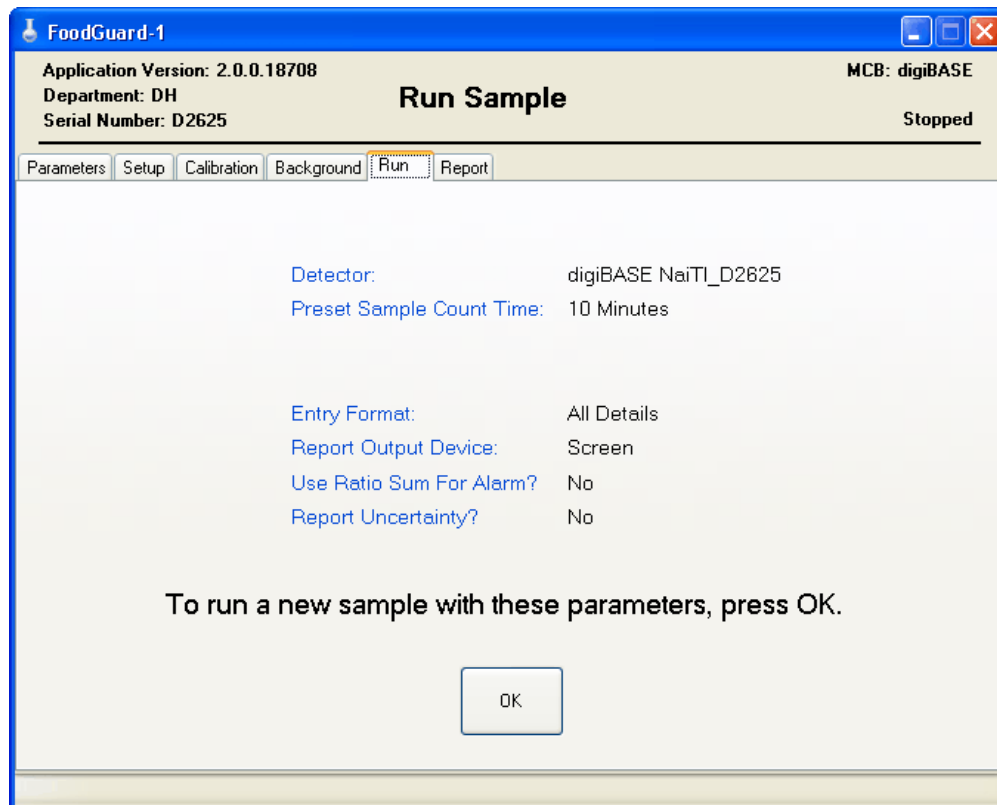 FoodGuard-1
Application Version: 2.0.0.18708
Department: DH
Serial Number: D2625
Run Sample
MCB: digiBASE
Stopped
Parameters Setup Calibration Background Run Report
Detector: digiBASE NaiTl_D2625
Preset Sample Count Time: 10 Minutes
Entry Format: All Details
Report Output Device: Screen
Use Ratio Sum For Alarm? No
Report Uncertainty? No
To run a new sample with these parameters, press OK.
OK